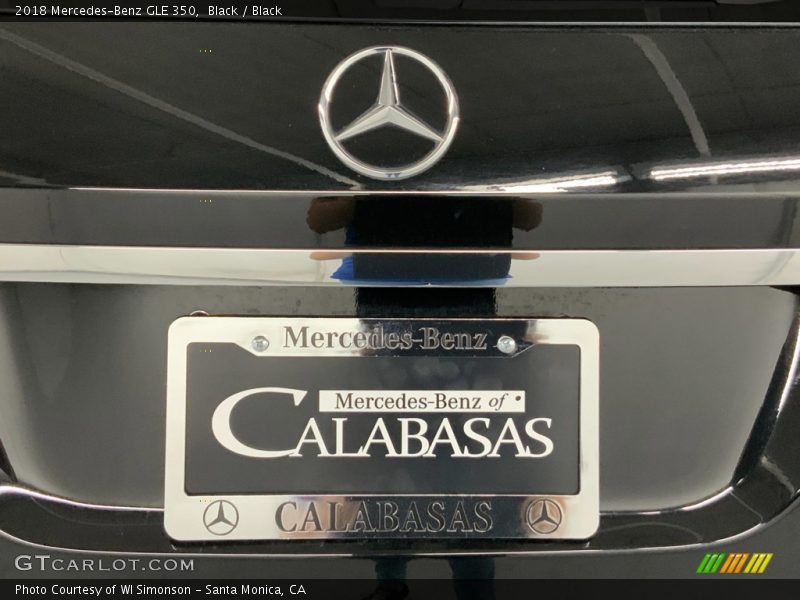 2018 Mercedes-Benz GLE 350,  Black / Black
Mercedes-Benz
Mercedes-Benz of
CALABASAS
CALABASAS
GTCARLOT.COM
Photo Courtesy of WI Simonson – Santa Monica, CA